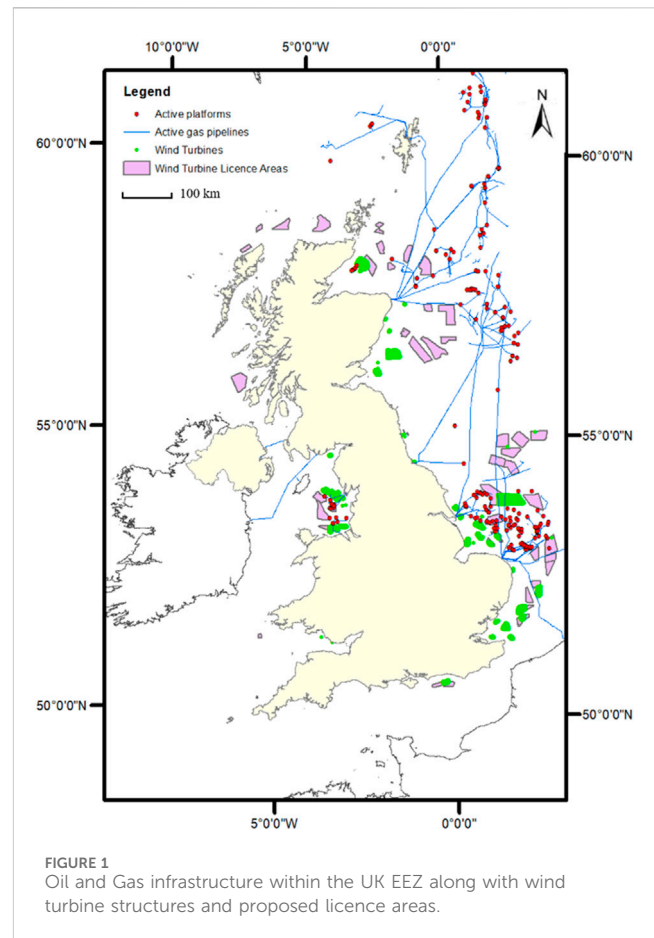 10°0'0"W 5°0'0"W 0°0'0"
Legend
Active platforms
Active gas pipelines
Wind Turbines
Wind Turbine Licence Areas
100 km
N
60°0'0"N 60°0'0"N
55°0'0"N 55°0'0"N
50°0'0"N 50°0'0"N
5°0'0"W 0°0'0"
FIGURE 1
Oil and Gas infrastructure within the UK EEZ along with wind
turbine structures and proposed licence areas.